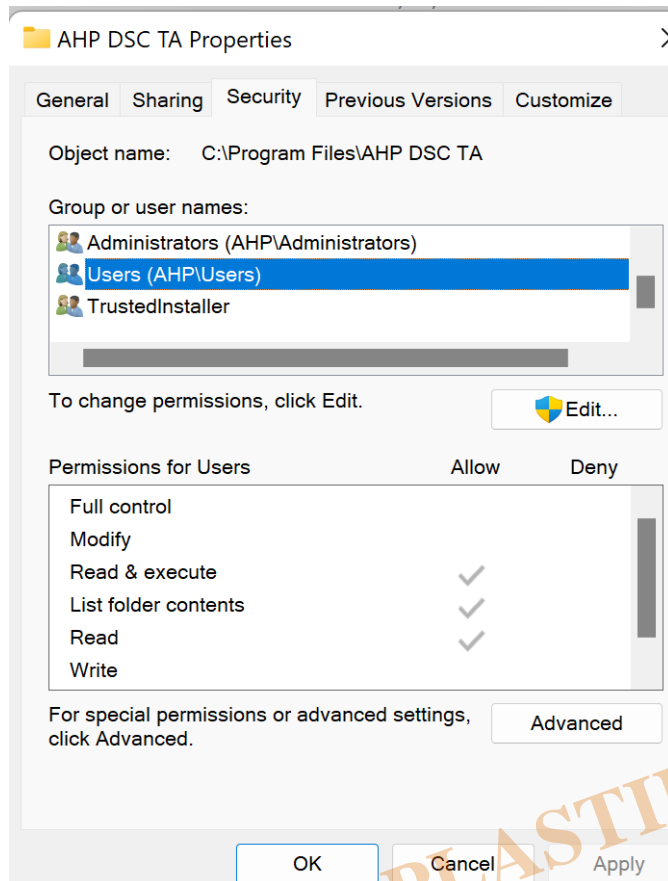 AHP DSC TA Properties
General Sharing Security Previous Versions Customize
Object name: C:\Program Files\AHP DSC TA
Group or user names:
Administrators (AHP\Administrators)
Users (AHP\Users)
TrustedInstaller
To change permissions, click Edit.
Edit...
Permissions for Users Allow Deny
Full control
Modify
Read & execute
List folder contents
Read
Write
For special permissions or advanced settings,
click Advanced.
Advanced
OK Cancel Apply